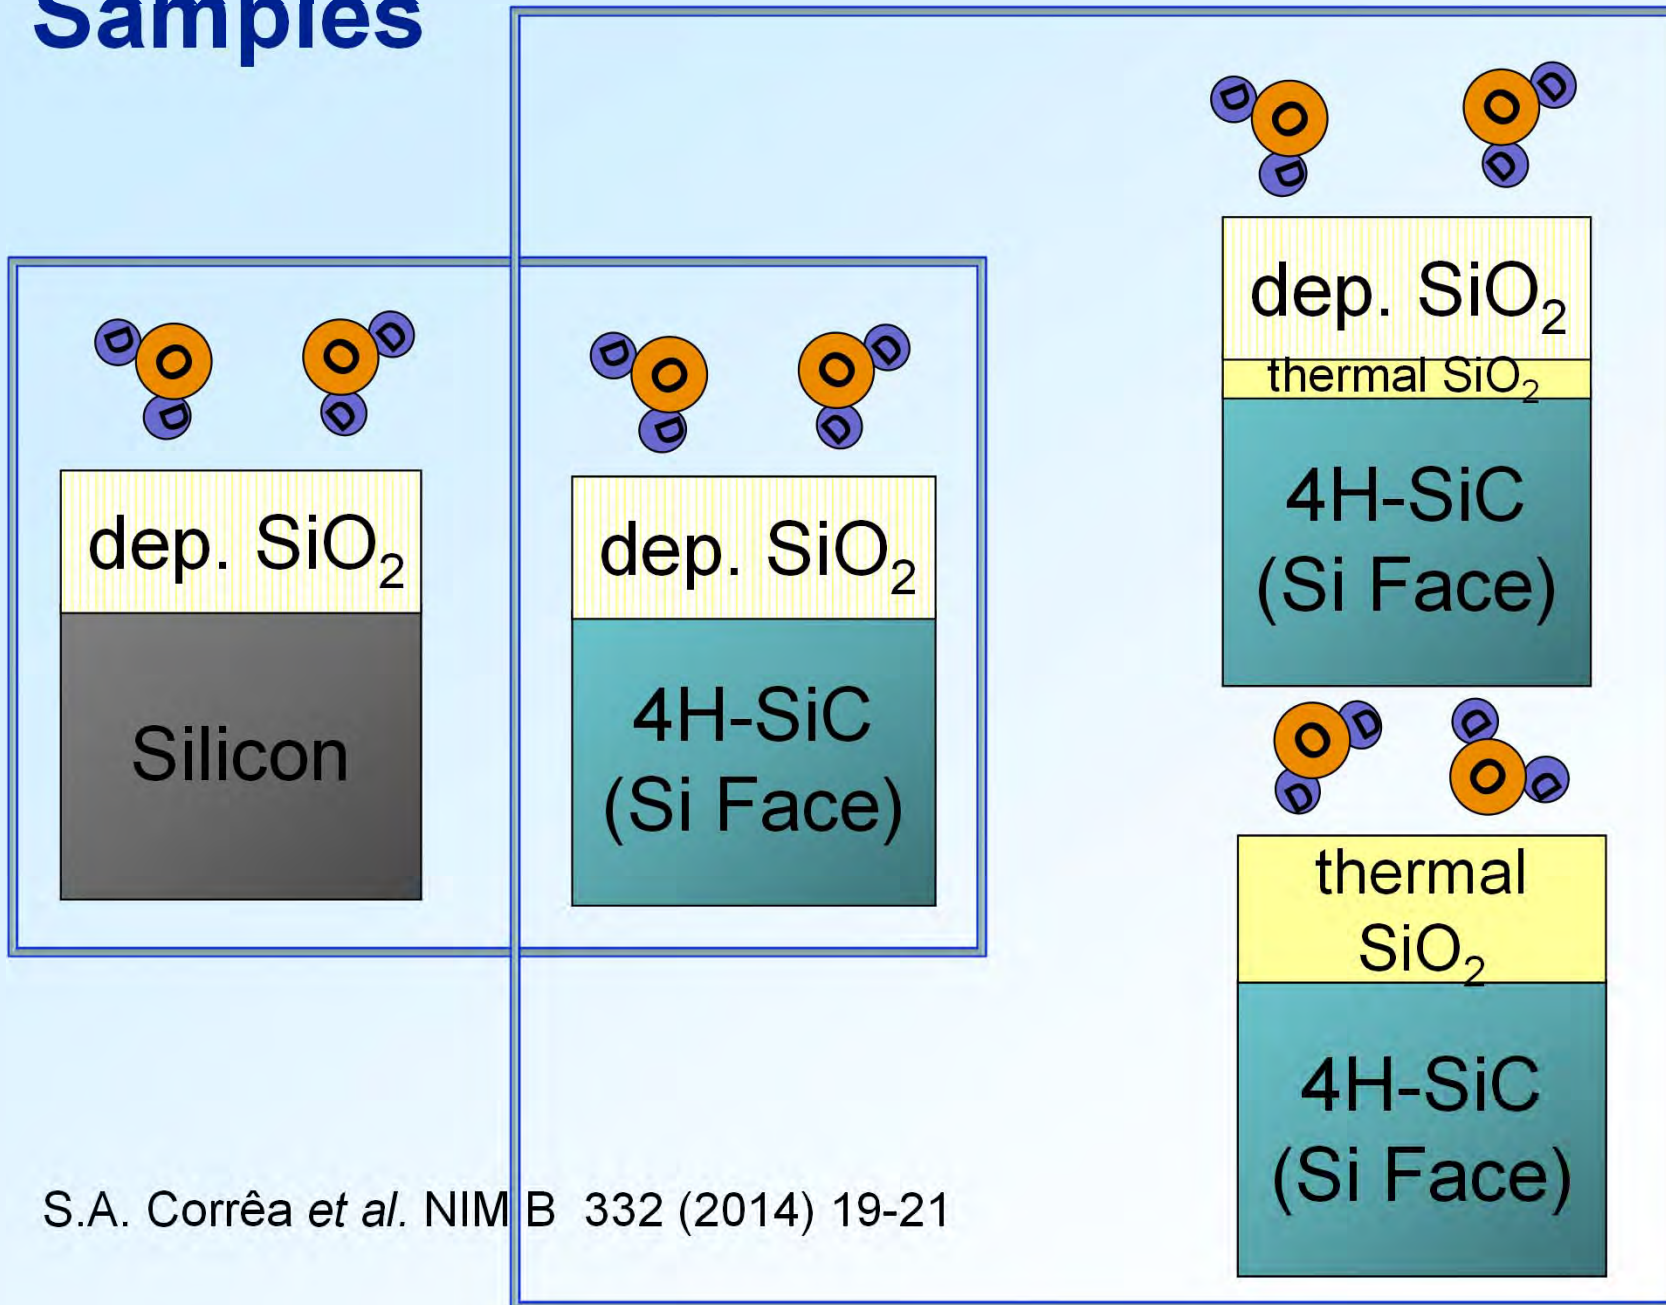 Samples
D O D
O D D
dep. SiO₂
Silicon
D O D
O D D
dep. SiO₂
4H-SiC
(Si Face)
D O D
O D D
dep. SiO₂
thermal SiO₂
4H-SiC
(Si Face)
O D D
D O D
thermal
SiO₂
4H-SiC
(Si Face)
S.A. Corrêa et al. NIM B 332 (2014) 19-21